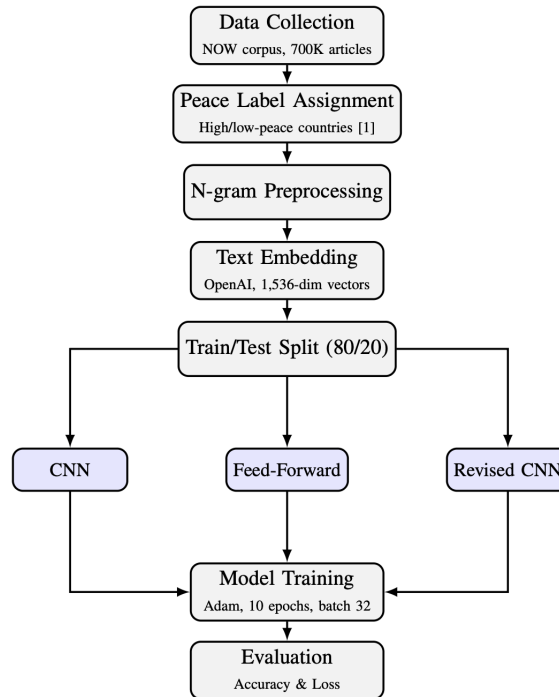 Data Collection
NOW corpus, 700K articles
Peace Label Assignment
High/low-peace countries [1]
N-gram Preprocessing
Text Embedding
OpenAI, 1,536-dim vectors
Train/Test Split (80/20)
CNN
Feed-Forward
Revised CNN
Model Training
Adam, 10 epochs, batch 32
Evaluation
Accuracy & Loss